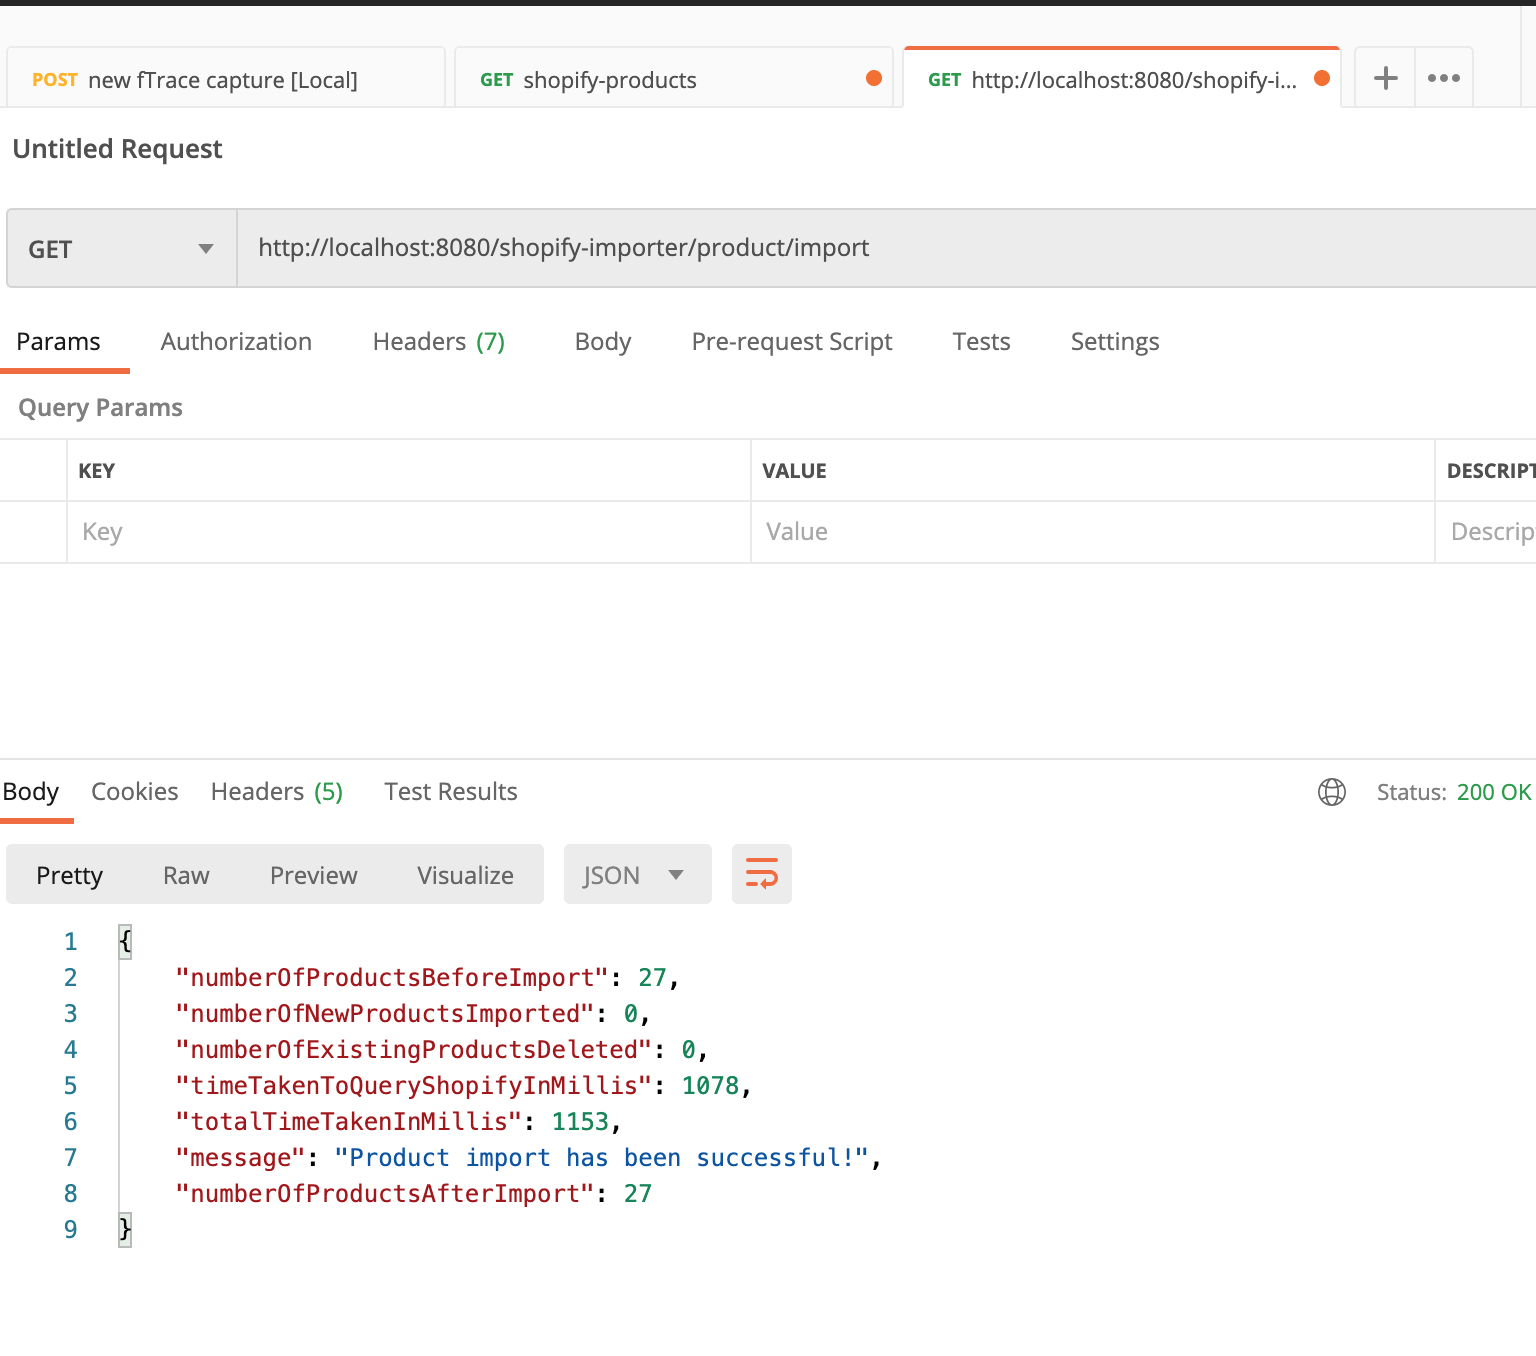 POST new fTrace capture [Local] GET shopify-products GET http://localhost:8080/shopify-i...
Untitled Request
GET http://localhost:8080/shopify-importer/product/import
Params Authorization Headers (7) Body Pre-request Script Tests Settings
Query Params
KEY VALUE DESCRIPT
Key Value Descrip
Body Cookies Headers (5) Test Results Status: 200 OK
Pretty Raw Preview Visualize JSON
1 {
2 "numberOfProductsBeforeImport": 27,
3 "numberOfNewProductsImported": 0,
4 "numberOfExistingProductsDeleted": 0,
5 "timeTakenToQueryShopifyInMillis": 1078,
6 "totalTimeTakenInMillis": 1153,
7 "message": "Product import has been successful!",
8 "numberOfProductsAfterImport": 27
9 }